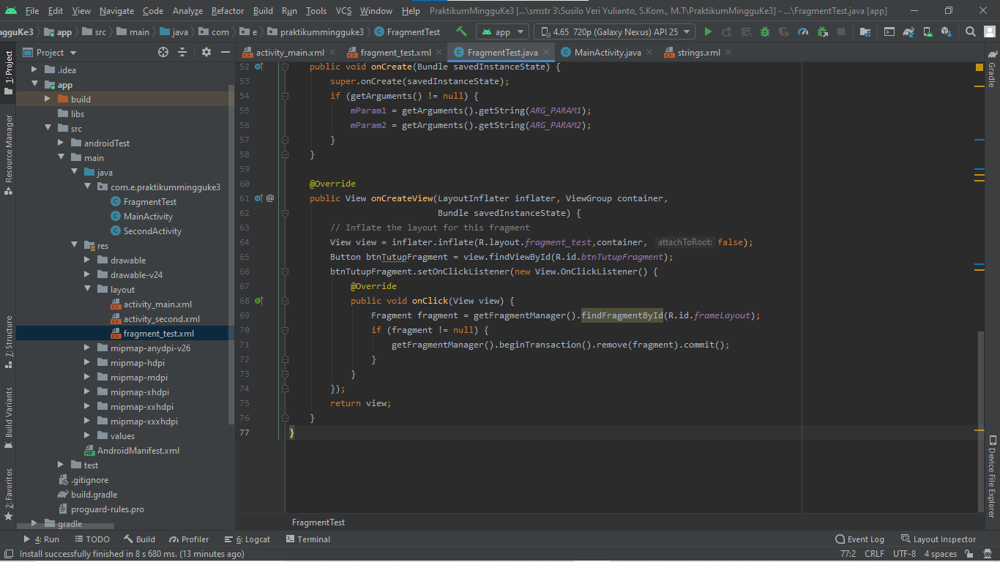 File Edit View Navigate Code Analyze Refactor Build Run Tools VCS Window Help PraktikumMingguKe3 [...\smstr 3\Susilo Veri Yulianto, S.Kom., M.T\PraktikumMingguKe3] - ...\FragmentTest.java [app]
ngguKe3 app src main java com e praktikummingguke3 FragmentTest app 4.65 720p (Galaxy Nexus) API 25
Project
activity_main.xml fragment_test.xml FragmentTest.java MainActivity.java strings.xml
1: Project
Resource Manager
7: Structure
Build Variants
2: Favorites
.idea
app
build
libs
src
androidTest
main
java
com.e.praktikummingguke3
FragmentTest
MainActivity
SecondActivity
res
drawable
drawable-v24
layout
activity_main.xml
activity_second.xml
fragment_test.xml
mipmap-anydpi-v26
mipmap-hdpi
mipmap-mdpi
mipmap-xhdpi
mipmap-xxhdpi
mipmap-xxxhdpi
values
AndroidManifest.xml
test
.gitignore
build.gradle
proguard-rules.pro
gradle
52 public void onCreate(Bundle savedInstanceState) {
53 super.onCreate(savedInstanceState);
54 if (getArguments() != null) {
55 mParam1 = getArguments().getString(ARG_PARAM1);
56 mParam2 = getArguments().getString(ARG_PARAM2);
57 }
58 }
59
60 @Override
61 @ public View onCreateView(LayoutInflater inflater, ViewGroup container,
62 Bundle savedInstanceState) {
63 // Inflate the layout for this fragment
64 View view = inflater.inflate(R.layout.fragment_test,container, attachToRoot: false);
65 Button btnTutupFragment = view.findViewById(R.id.btnTutupFragment);
66 btnTutupFragment.setOnClickListener(new View.OnClickListener() {
67 @Override
68 public void onClick(View view) {
69 Fragment fragment = getFragmentManager().findFragmentById(R.id.frameLayout);
70 if (fragment != null) {
71 getFragmentManager().beginTransaction().remove(fragment).commit();
72 }
73 }
74 });
75 return view;
76 }
77 }
FragmentTest
Gradle
Device File Explorer
4: Run TODO Build Profiler 6: Logcat Terminal Event Log Layout Inspector
Install successfully finished in 8 s 680 ms. (13 minutes ago) 77:2 CRLF UTF-8 4 spaces